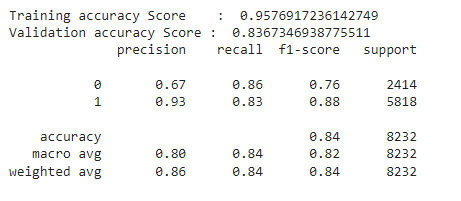 Training accuracy Score    :  0.9576917236142749
Validation accuracy Score :  0.8367346938775511
              precision    recall  f1-score   support

           0       0.67      0.86      0.76      2414
           1       0.93      0.83      0.88      5818

    accuracy                           0.84      8232
   macro avg       0.80      0.84      0.82      8232
weighted avg       0.86      0.84      0.84      8232